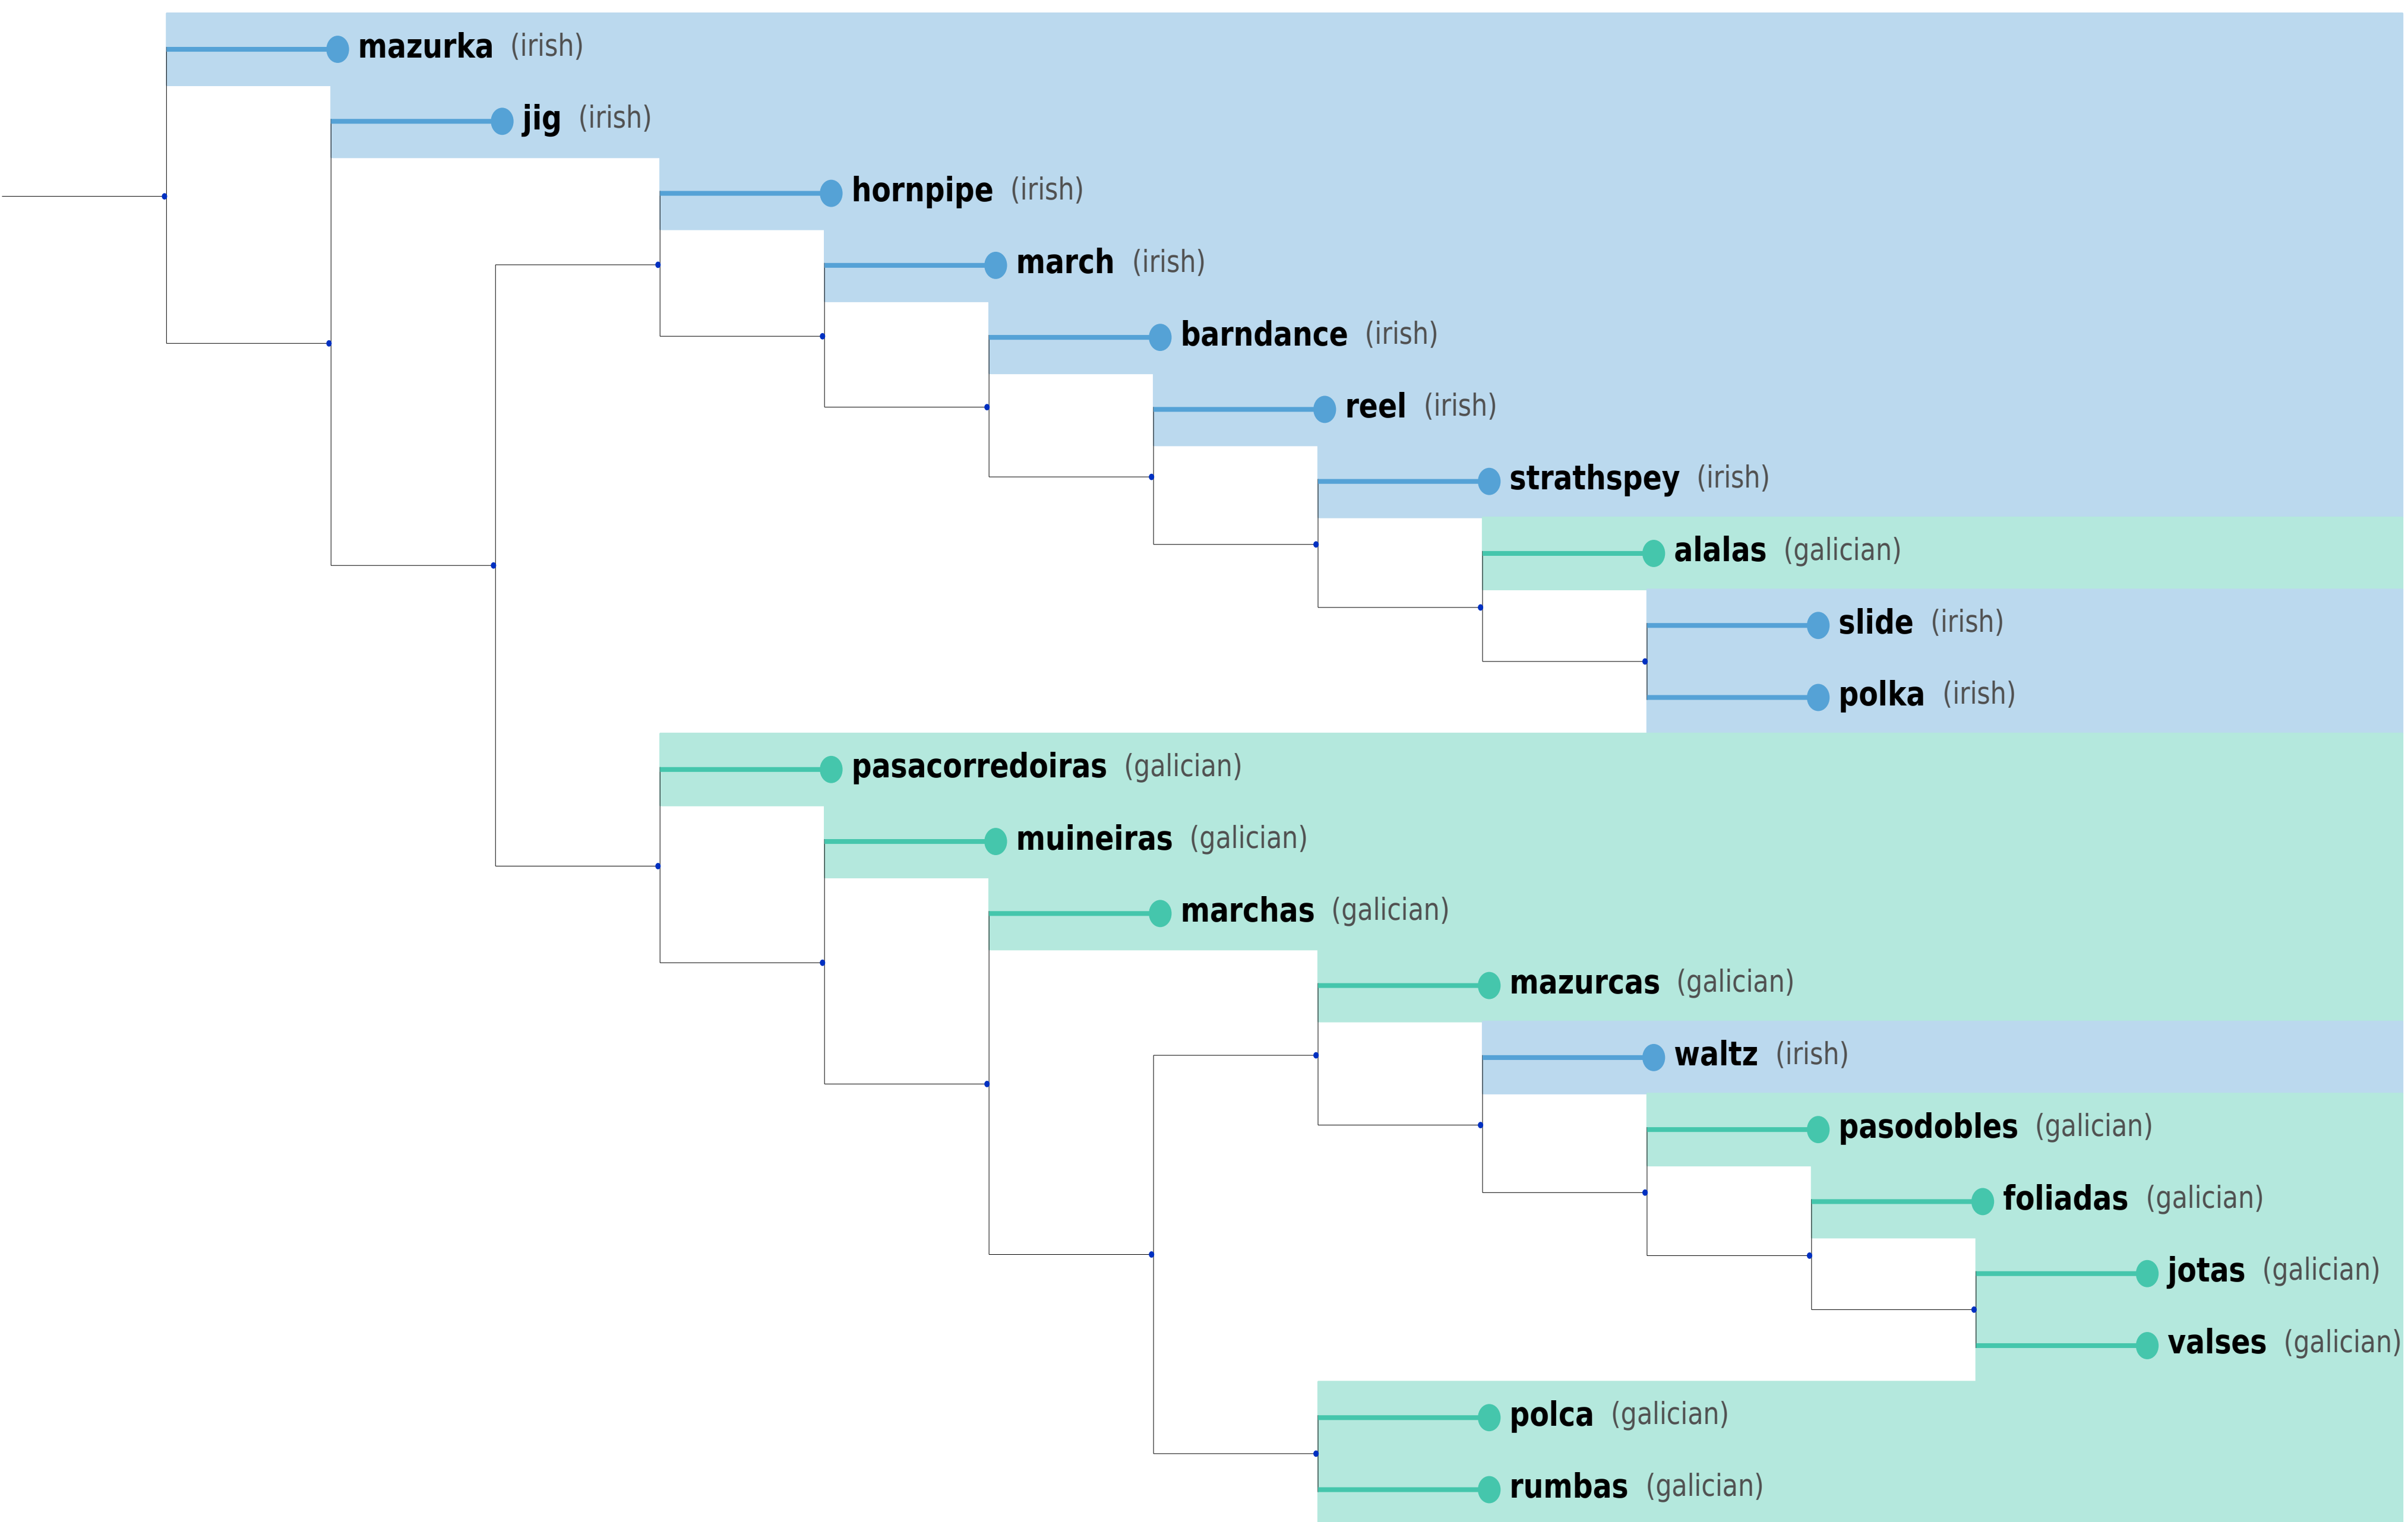 mazurka (irish)
jig (irish)
hornpipe (irish)
march (irish)
barndance (irish)
reel (irish)
strathspey (irish)
alalas (galician)
slide (irish)
polka (irish)
pasacorredoiras (galician)
muineiras (galician)
marchas (galician)
mazurcas (galician)
waltz (irish)
pasodobles (galician)
foliadas (galician)
jotas (galician)
valses (galician)
polca (galician)
rumbas (galician)